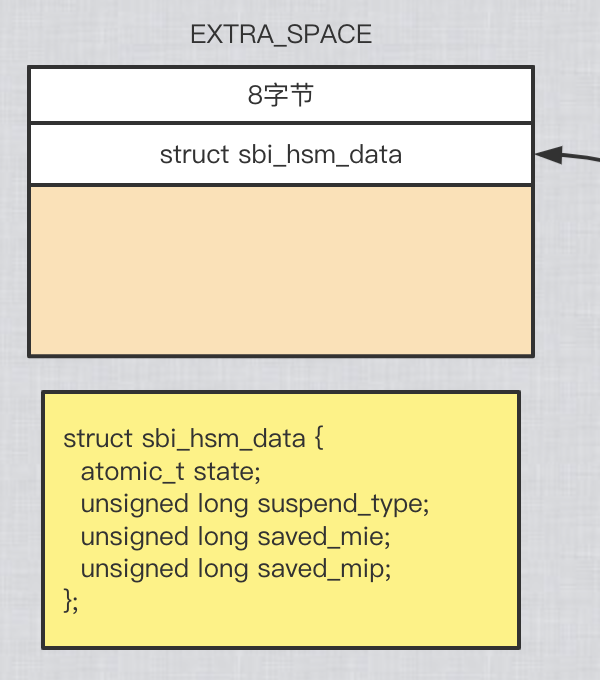 EXTRA_SPACE
8字节
struct sbi_hsm_data
struct sbi_hsm_data {
atomic_t state;
unsigned long suspend_type;
unsigned long saved_mie;
unsigned long saved_mip;
};